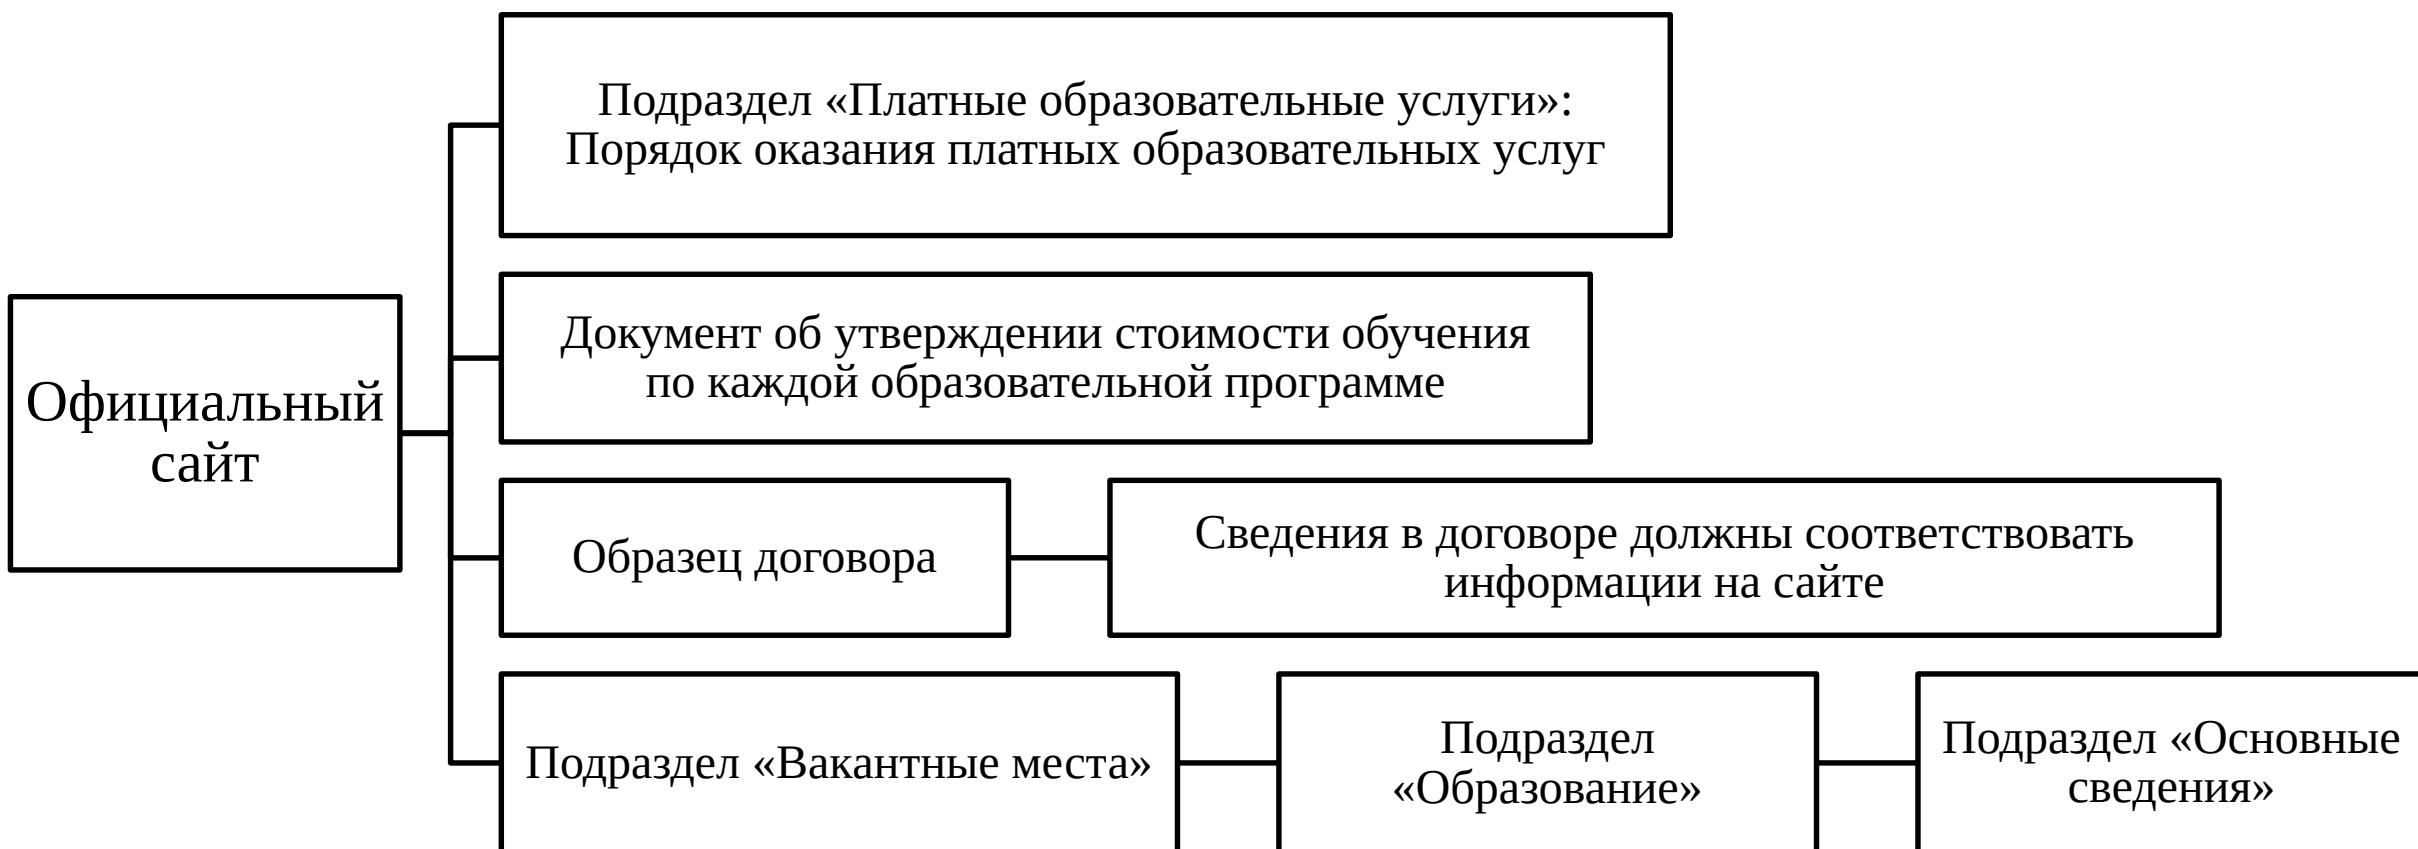 Официальный
сайт
Подраздел «Платные образовательные услуги»:
Порядок оказания платных образовательных услуг
Документ об утверждении стоимости обучения
по каждой образовательной программе
Образец договора
Сведения в договоре должны соответствовать
информации на сайте
Подраздел «Вакантные места»
Подраздел
«Образование»
Подраздел «Основные
сведения»